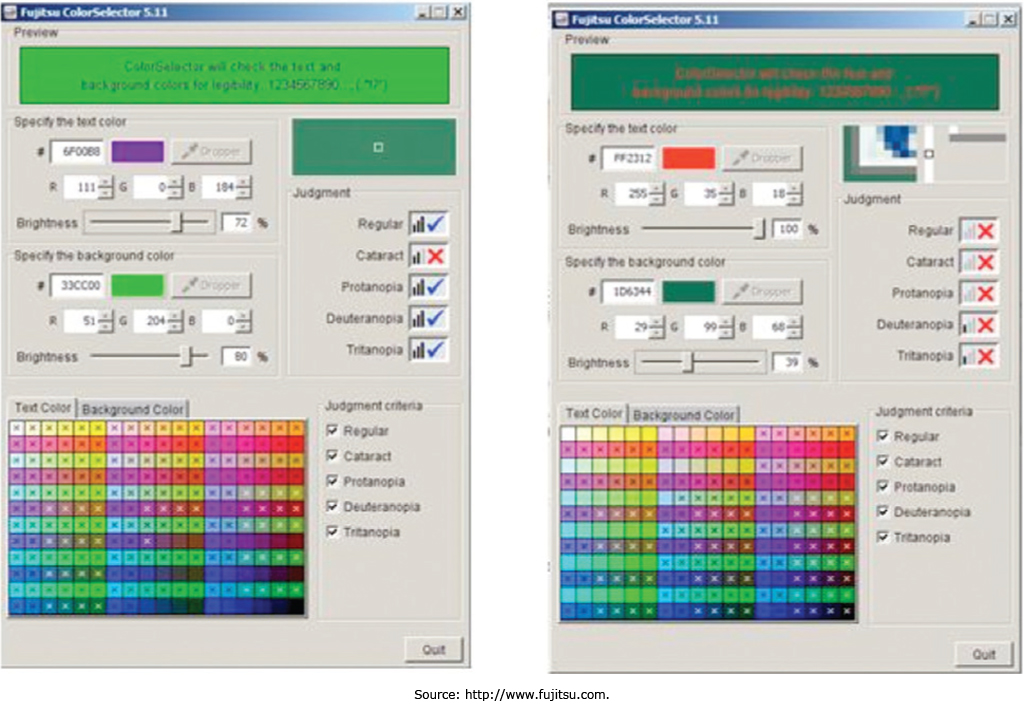 Fujitsu ColorSelector 5.11
Preview
ColorSelector will check the text and
background colors for legibility. 1234567890.:,
Specify the text color
# 6F00B8 Dropper
R 111 G 0 B 184
Brightness 72 %
Specify the background color
# 33CC00 Dropper
R 51 G 204 B 0
Brightness 80 %
Judgment
Regular
Cataract
Protanopia
Deuteranopia
Tritanopia
Text Color Background Color
Judgment criteria
Regular
Cataract
Protanopia
Deuteranopia
Tritanopia
Quit
Fujitsu ColorSelector 5.11
Preview
ColorSelector will check the text and
background colors for legibility. 1234567890.:,
Specify the text color
# FF2312 Dropper
R 255 G 35 B 18
Brightness 100 %
Specify the background color
# 1D6344 Dropper
R 29 G 99 B 68
Brightness 39 %
Judgment
Regular
Cataract
Protanopia
Deuteranopia
Tritanopia
Text Color Background Color
Judgment criteria
Regular
Cataract
Protanopia
Deuteranopia
Tritanopia
Quit
Source: http://www.fujitsu.com.